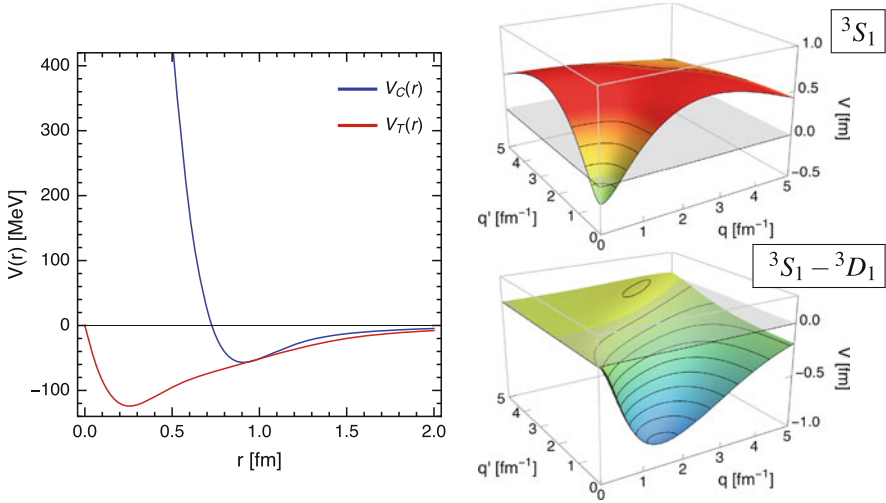 400
300
200
100
0
−100
V(r) [MeV]
0.0 0.5 1.0 1.5 2.0
r [fm]
V_C(r)
V_T(r)
³S₁
1.0
0.5
0.0
−0.5
V [fm]
5 4 3 2 1
q' [fm⁻¹]
0 1 2 3 4 5
q [fm⁻¹]
³S₁ − ³D₁
0.0
−0.5
−1.0
V [fm]
5 4 3 2 1
q' [fm⁻¹]
0 1 2 3 4 5
q [fm⁻¹]